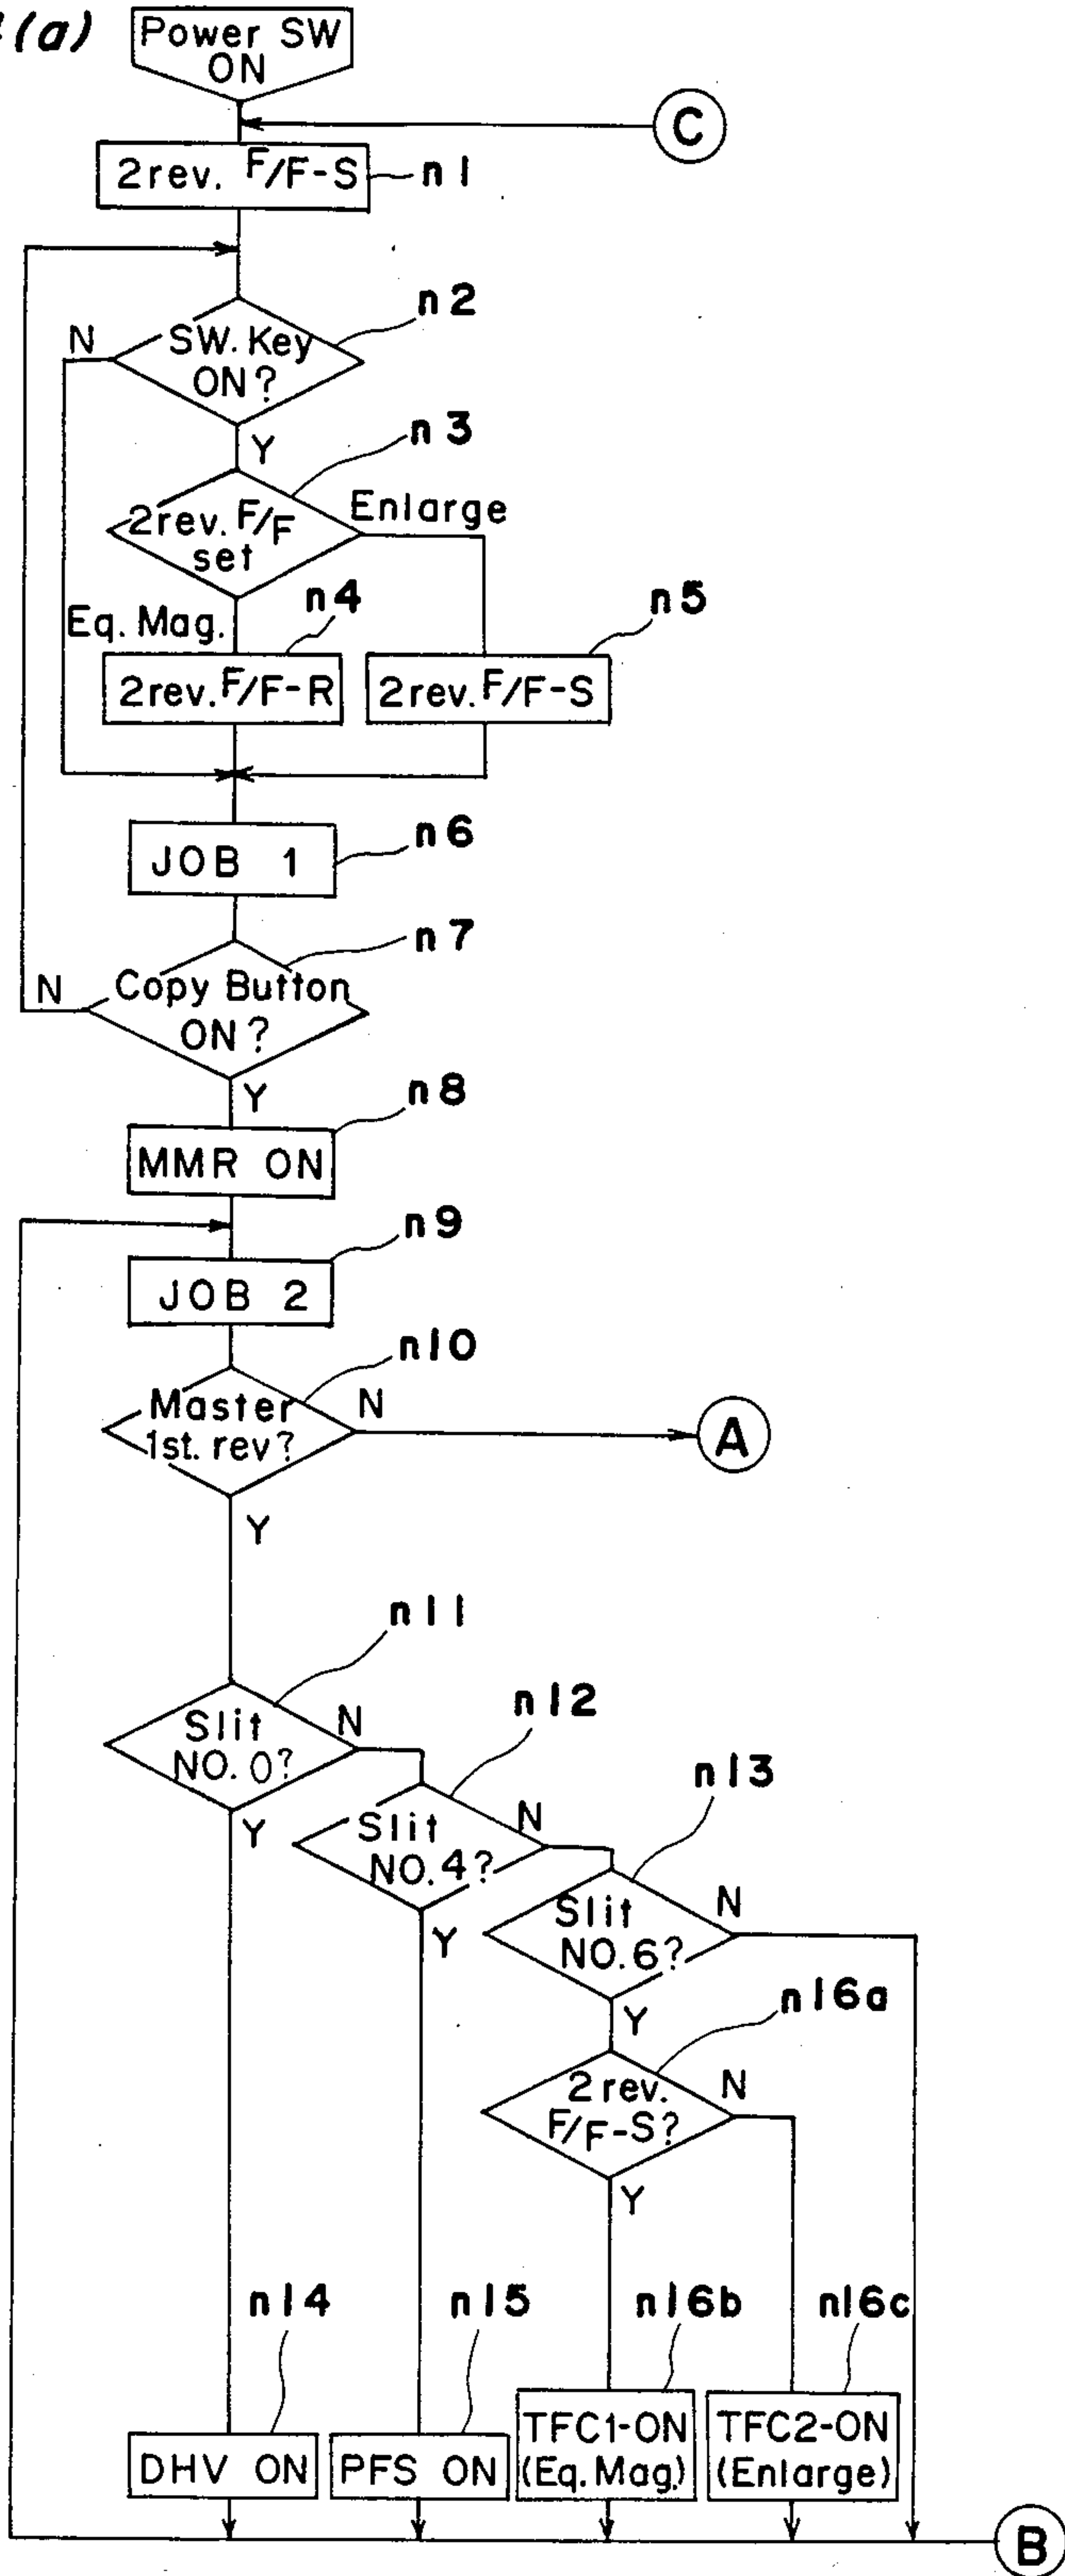 (a)
Power SW
ON
C
2rev. F/F-S
n1
n2
N
SW. Key
ON?
Y
n3
2rev. F/F
set
Enlarge
Eq. Mag.
n4
n5
2rev. F/F-R
2rev. F/F-S
JOB 1
n6
n7
N
Copy Button
ON?
Y
n8
MMR ON
n9
JOB 2
n10
Master
1st. rev?
N
A
Y
n11
Slit
NO. 0?
N
n12
Y
Slit
NO. 4?
N
n13
Y
Slit
NO. 6?
N
Y
n16a
2 rev.
F/F-S?
N
Y
n14
n15
n16b
n16c
DHV ON
PFS ON
TFC1-ON
(Eq. Mag.)
TFC2-ON
(Enlarge)
B